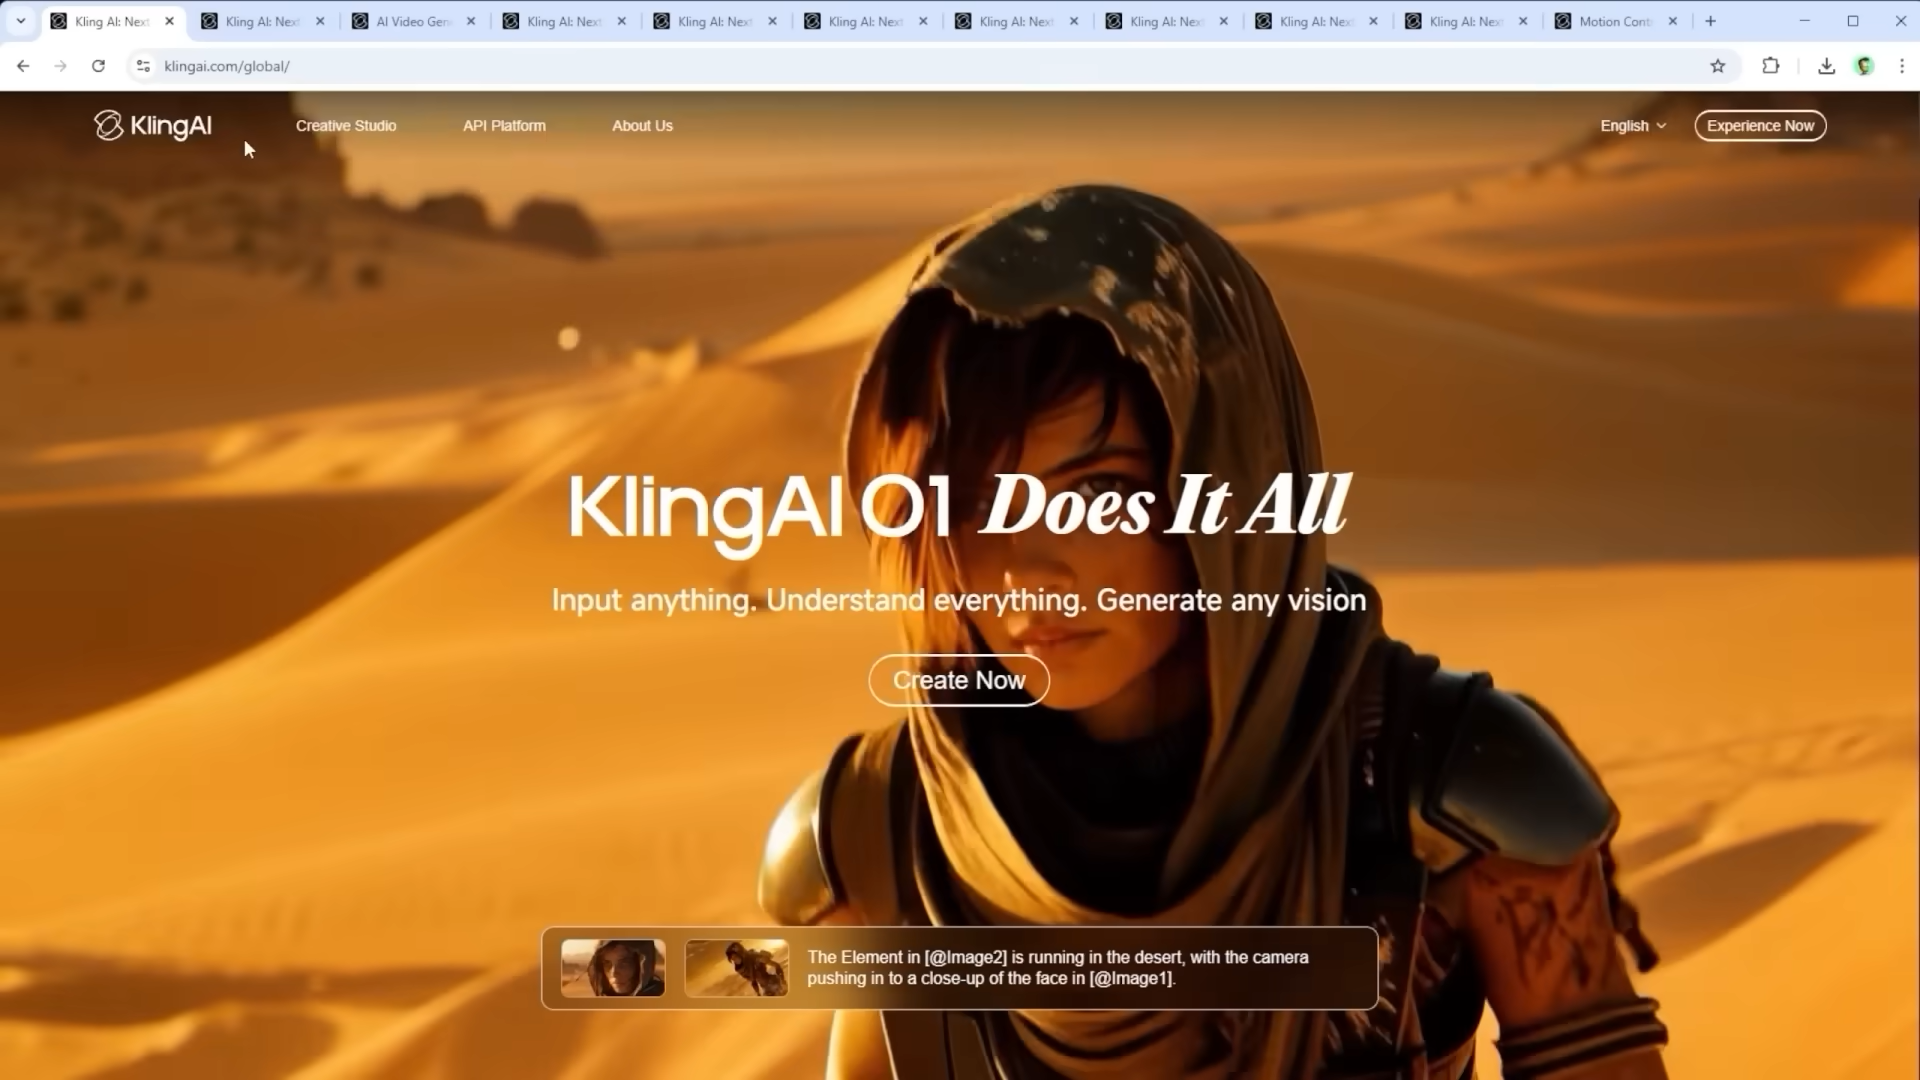 Kling AI: Next
Kling AI: Next
AI Video Gen
Kling AI: Next
Kling AI: Next
Kling AI: Next
Kling AI: Next
Kling AI: Next
Kling AI: Next
Kling AI: Next
Motion Cont
klingai.com/global/
KlingAI
Creative Studio
API Platform
About Us
English
Experience Now
KlingAI O1 Does It All
Input anything. Understand everything. Generate any vision
Create Now
The Element in [@Image2] is running in the desert, with the camera
pushing in to a close-up of the face in [@Image1].